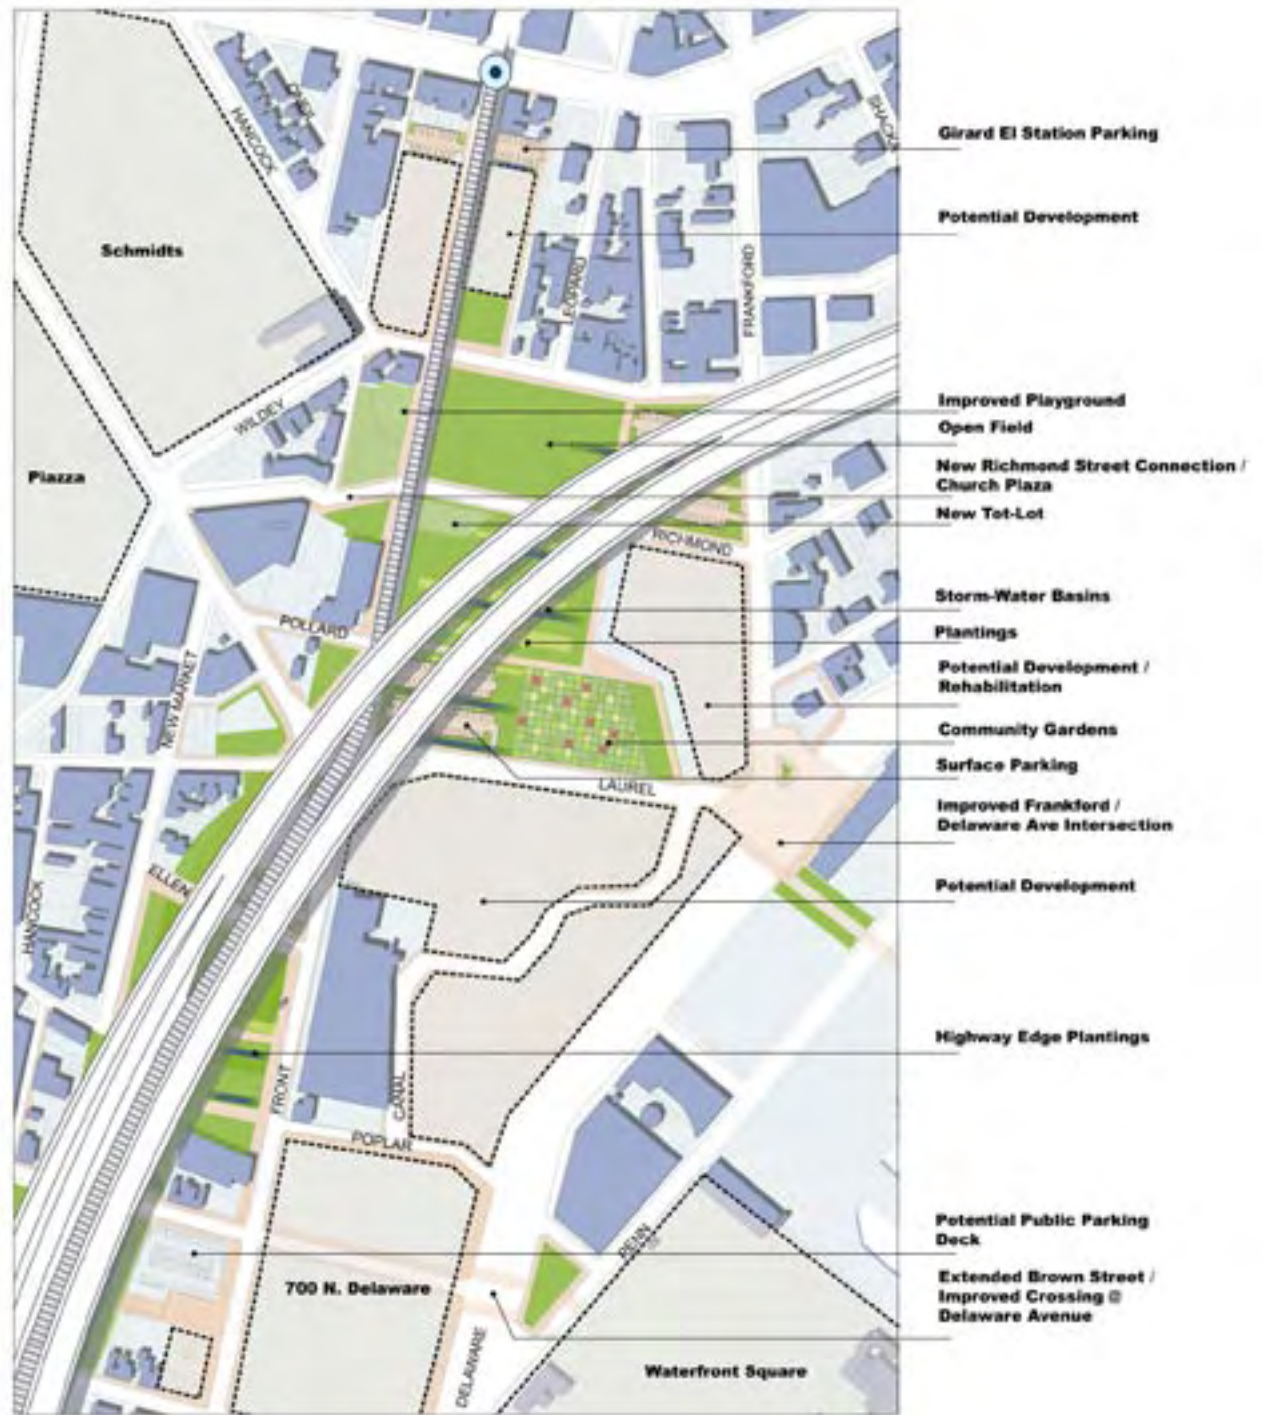 Girard El Station Parking
Potential Development
Improved Playground
Open Field
New Richmond Street Connection /
Church Plaza
New Tot-Lot
Storm-Water Basins
Plantings
Potential Development /
Rehabilitation
Community Gardens
Surface Parking
Improved Frankford /
Delaware Ave Intersection
Potential Development
Highway Edge Plantings
Potential Public Parking
Deck
Extended Brown Street /
Improved Crossing @
Delaware Avenue
Schmidts
Piazza
700 N. Delaware
Waterfront Square
HANCOCK
LEOPARD
FRANKFORD
WILDEY
RICHMOND
POLLARD
NEW MARKET
LAUREL
ELLEN
HANCOCK
FRONT
CANAL
POPLAR
PENN
DELAWARE